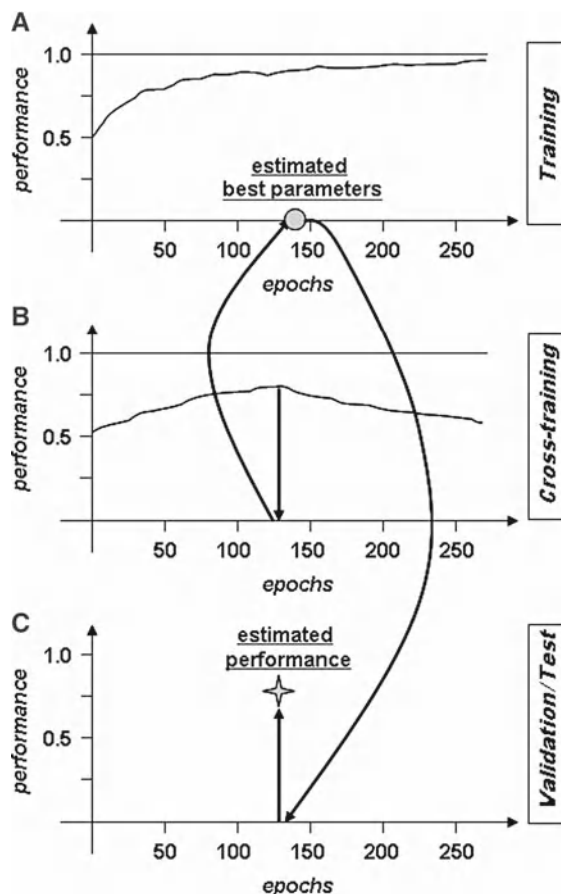 A
1.0
0.5
performance
estimated
best parameters
50 100 150 200 250
epochs
Training
B
1.0
0.5
performance
50 100 150 200 250
epochs
Cross-training
C
1.0
0.5
performance
estimated
performance
50 100 150 200 250
epochs
Validation/Test